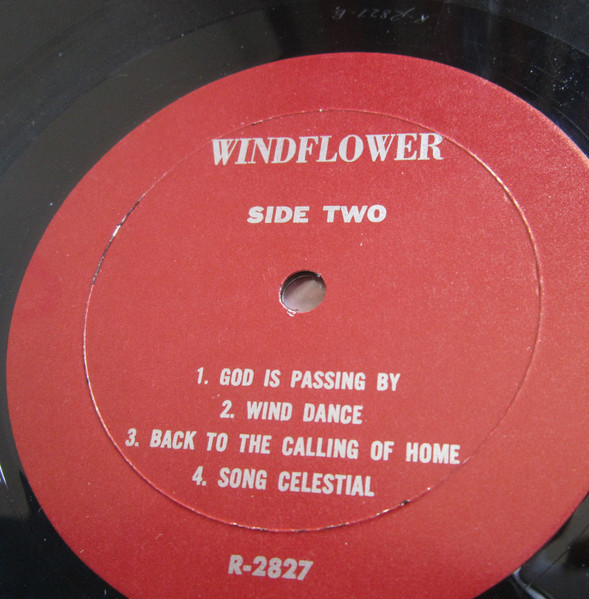 WINDFLOWER
SIDE TWO
1. GOD IS PASSING BY
2. WIND DANCE
3. BACK TO THE CALLING OF HOME
4. SONG CELESTIAL
R-2827